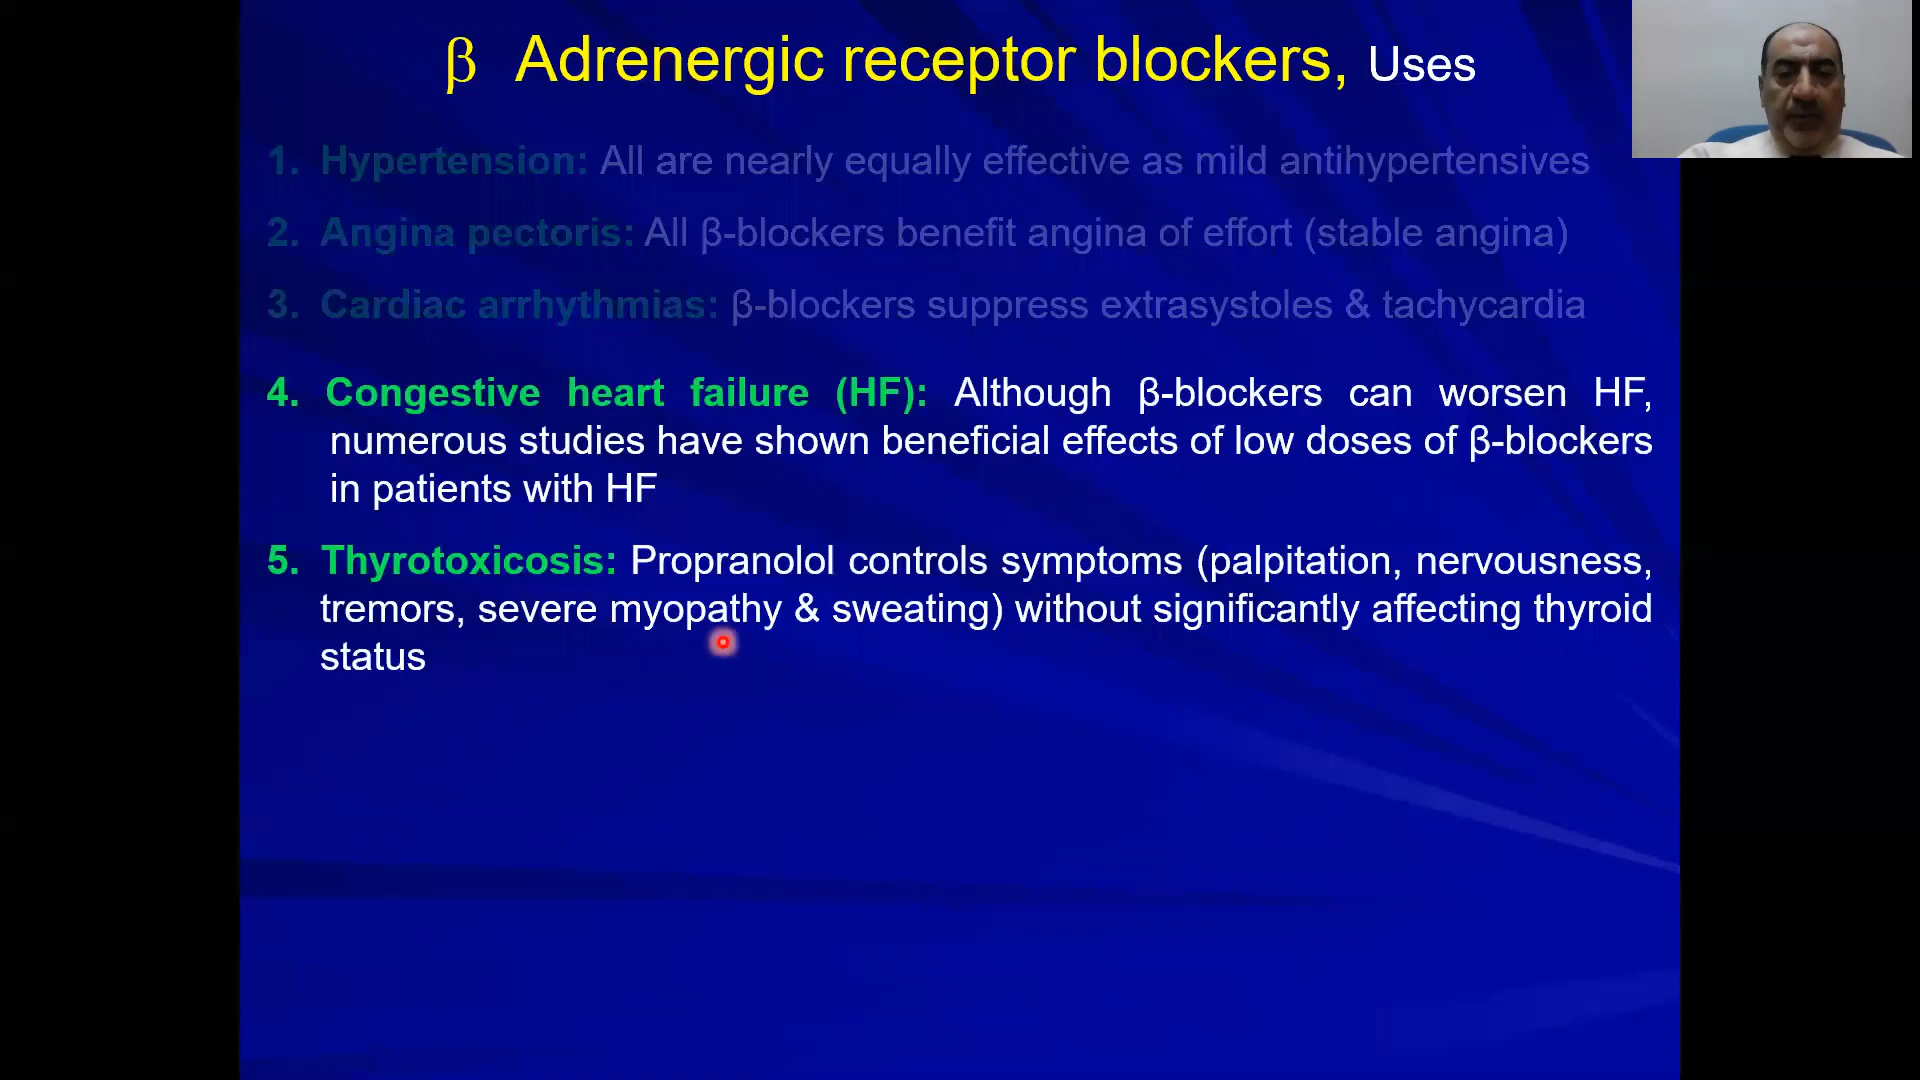 β Adrenergic receptor blockers, Uses
1. Hypertension: All are nearly equally effective as mild antihypertensives
2. Angina pectoris: All β-blockers benefit angina of effort (stable angina)
3. Cardiac arrhythmias: β-blockers suppress extrasystoles & tachycardia
4. Congestive heart failure (HF): Although β-blockers can worsen HF,
numerous studies have shown beneficial effects of low doses of β-blockers
in patients with HF
5. Thyrotoxicosis: Propranolol controls symptoms (palpitation, nervousness,
tremors, severe myopathy & sweating) without significantly affecting thyroid
status